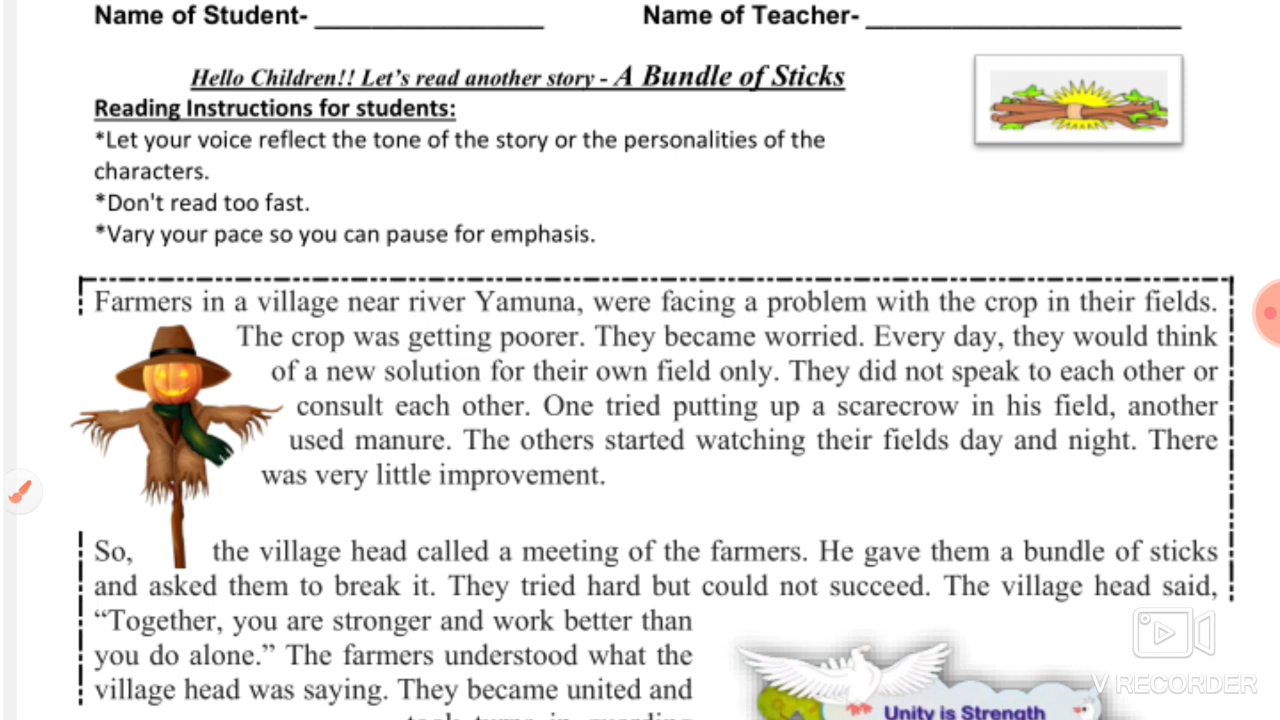 Name of Student- ________________ Name of Teacher- ______________________
Hello Children!! Let’s read another story - A Bundle of Sticks
Reading Instructions for students:
*Let your voice reflect the tone of the story or the personalities of the
characters.
*Don't read too fast.
*Vary your pace so you can pause for emphasis.
Farmers in a village near river Yamuna, were facing a problem with the crop in their fields.
The crop was getting poorer. They became worried. Every day, they would think
of a new solution for their own field only. They did not speak to each other or
consult each other. One tried putting up a scarecrow in his field, another
used manure. The others started watching their fields day and night. There
was very little improvement.
So, the village head called a meeting of the farmers. He gave them a bundle of sticks
and asked them to break it. They tried hard but could not succeed. The village head said,
“Together, you are stronger and work better than
you do alone.” The farmers understood what the
village head was saying. They became united and
took turns in guarding
Unity is Strength
V RECORDER